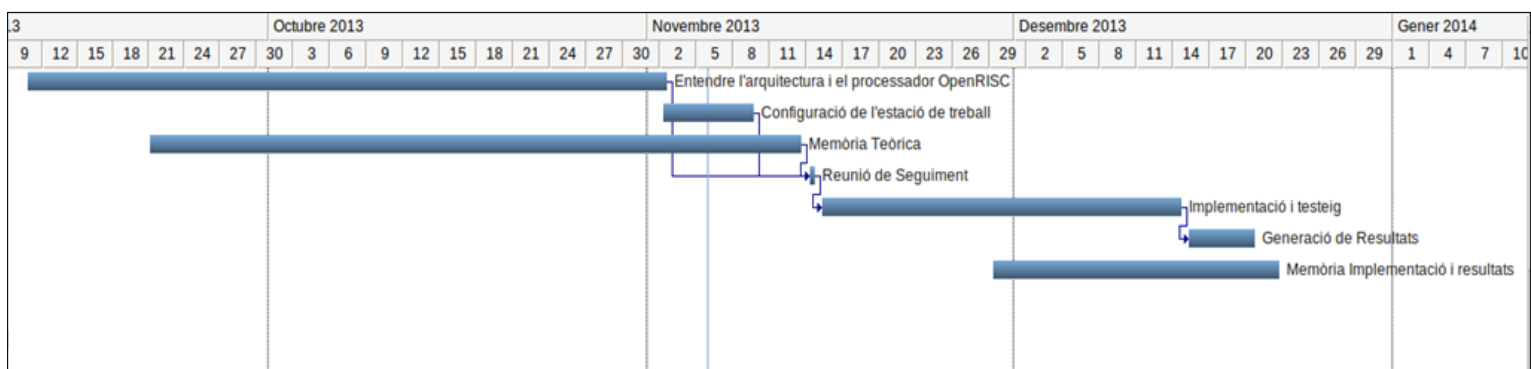 .3 Octubre 2013 Novembre 2013 Desembre 2013 Gener 2014
9 12 15 18 21 24 27 30 3 6 9 12 15 18 21 24 27 30 2 5 8 11 14 17 20 23 26 29 2 5 8 11 14 17 20 23 26 29 1 4 7 10
Entendre l'arquitectura i el processador OpenRISC
Configuració de l'estació de treball
Memòria Teòrica
Reunió de Seguiment
Implementació i testeig
Generació de Resultats
Memòria Implementació i resultats